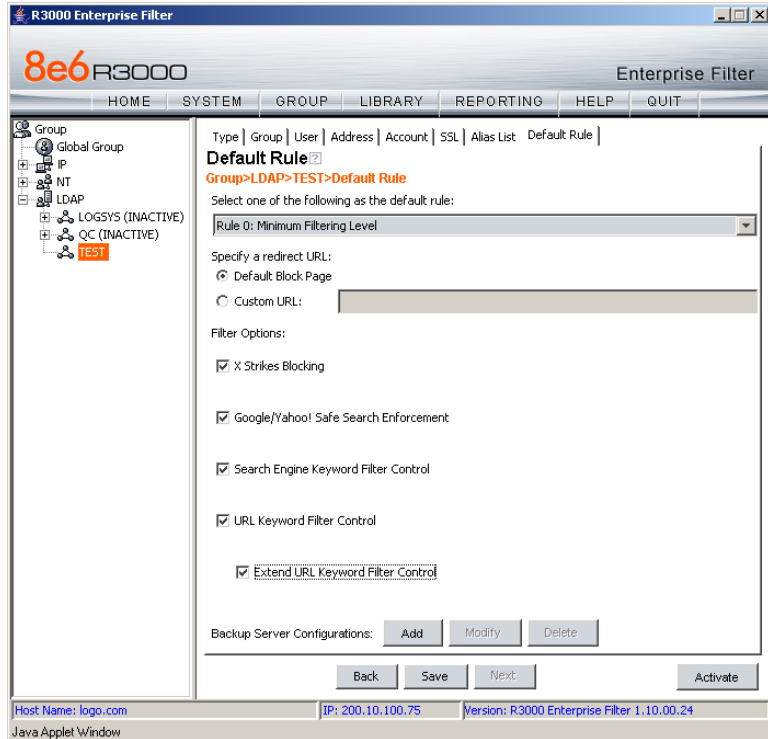 R3000 Enterprise Filter
8e6 R3000
Enterprise Filter
HOME SYSTEM GROUP LIBRARY REPORTING HELP QUIT
Group
Global Group
IP
NT
LDAP
LOGSYS (INACTIVE)
QC (INACTIVE)
TEST
Type | Group | User | Address | Account | SSL | Alias List Default Rule |
Default Rule ?
Group>LDAP>TEST>Default Rule
Select one of the following as the default rule:
Rule 0: Minimum Filtering Level
Specify a redirect URL:
Default Block Page
Custom URL:
Filter Options:
X Strikes Blocking
Google/Yahoo! Safe Search Enforcement
Search Engine Keyword Filter Control
URL Keyword Filter Control
Extend URL Keyword Filter Control
Backup Server Configurations: Add Modify Delete
Back Save Next Activate
Host Name: logo.com IP: 200.10.100.75 Version: R3000 Enterprise Filter 1.10.00.24
Java Applet Window